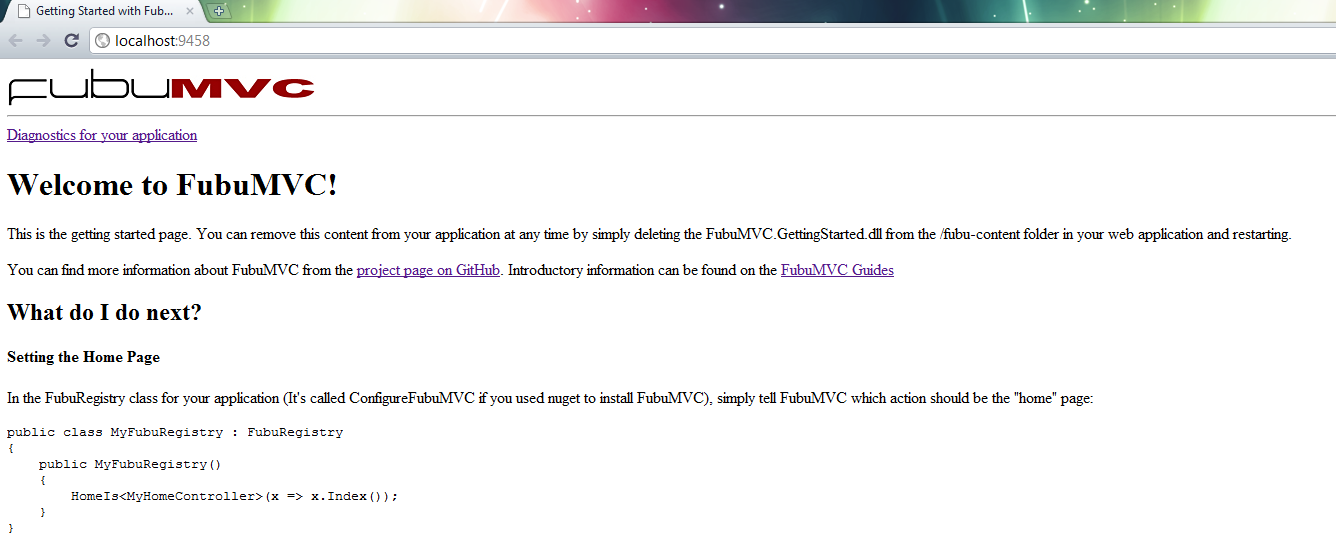 Getting Started with Fub...
localhost:9458
fubuMVC
Diagnostics for your application
Welcome to FubuMVC!
This is the getting started page. You can remove this content from your application at any time by simply deleting the FubuMVC.GettingStarted.dll from the /fubu-content folder in your web application and restarting.
You can find more information about FubuMVC from the project page on GitHub. Introductory information can be found on the FubuMVC Guides
What do I do next?
Setting the Home Page
In the FubuRegistry class for your application (It's called ConfigureFubuMVC if you used nuget to install FubuMVC), simply tell FubuMVC which action should be the "home" page:
public class MyFubuRegistry : FubuRegistry
{
    public MyFubuRegistry()
    {
        HomeIs<MyHomeController>(x => x.Index());
    }
}